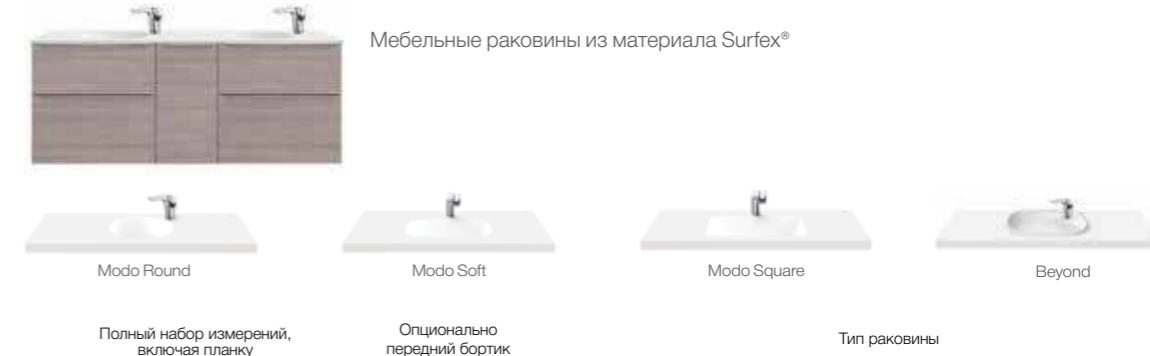 Мебельные раковины из материала Surfex®
Modo Round
Modo Soft
Modo Square
Beyond
Полный набор измерений,
включая планку
Опционально
передний бортик
Тип раковины